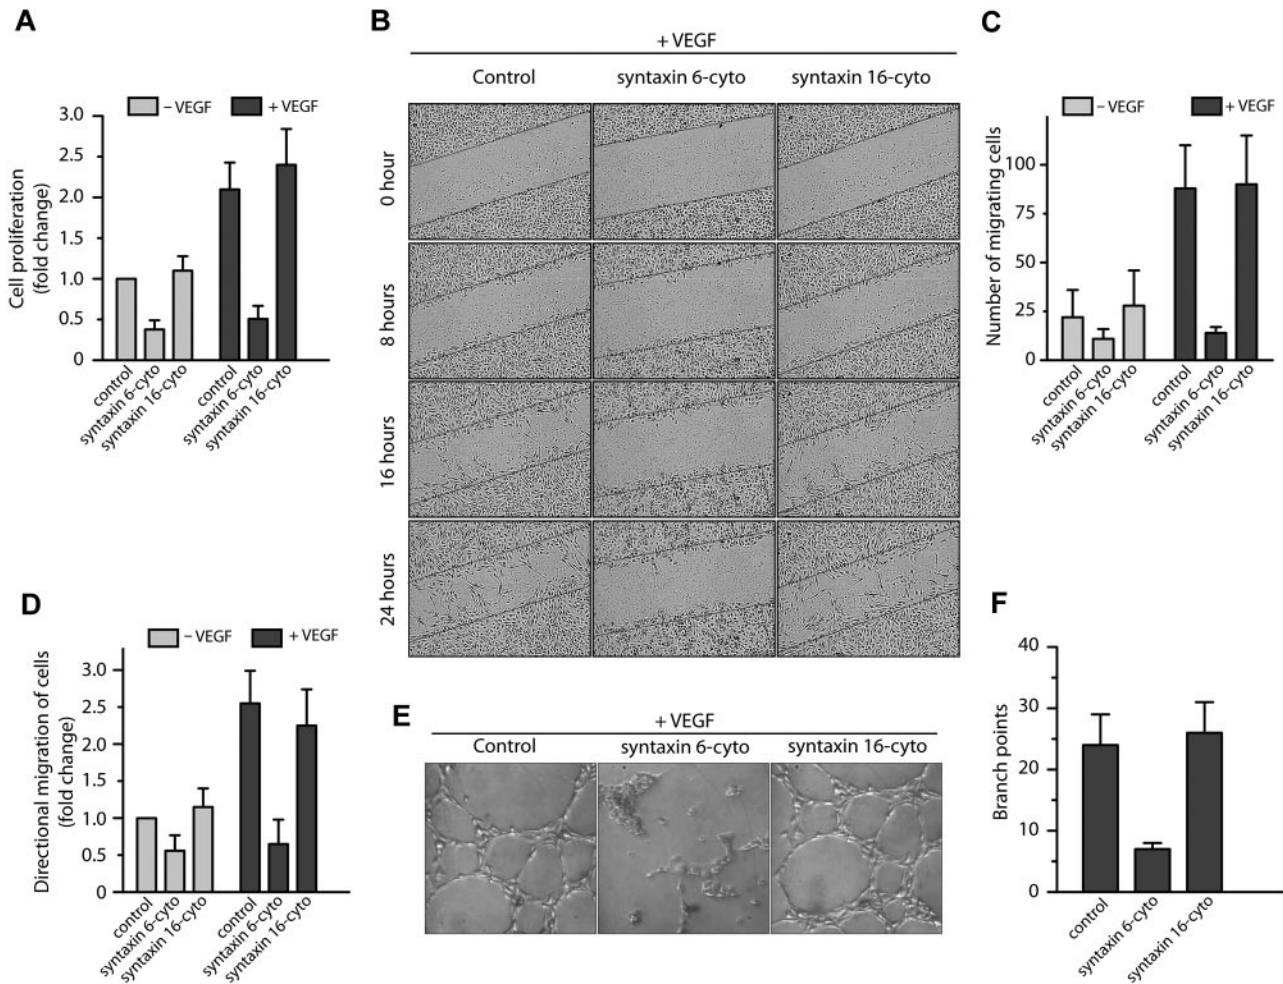 A
– VEGF
+ VEGF
Cell proliferation
(fold change)
3.0
2.5
2.0
1.5
1.0
0.5
0
control
syntaxin 6-cyto
syntaxin 16-cyto
control
syntaxin 6-cyto
syntaxin 16-cyto
B
+ VEGF
Control
syntaxin 6-cyto
syntaxin 16-cyto
0 hour
8 hours
16 hours
24 hours
C
– VEGF
+ VEGF
Number of migrating cells
100
75
50
25
0
control
syntaxin 6-cyto
syntaxin 16-cyto
control
syntaxin 6-cyto
syntaxin 16-cyto
D
– VEGF
+ VEGF
Directional migration of cells
(fold change)
3.0
2.5
2.0
1.5
1.0
0.5
0
control
syntaxin 6-cyto
syntaxin 16-cyto
control
syntaxin 6-cyto
syntaxin 16-cyto
E
+ VEGF
Control
syntaxin 6-cyto
syntaxin 16-cyto
F
Branch points
40
30
20
10
0
control
syntaxin 6-cyto
syntaxin 16-cyto